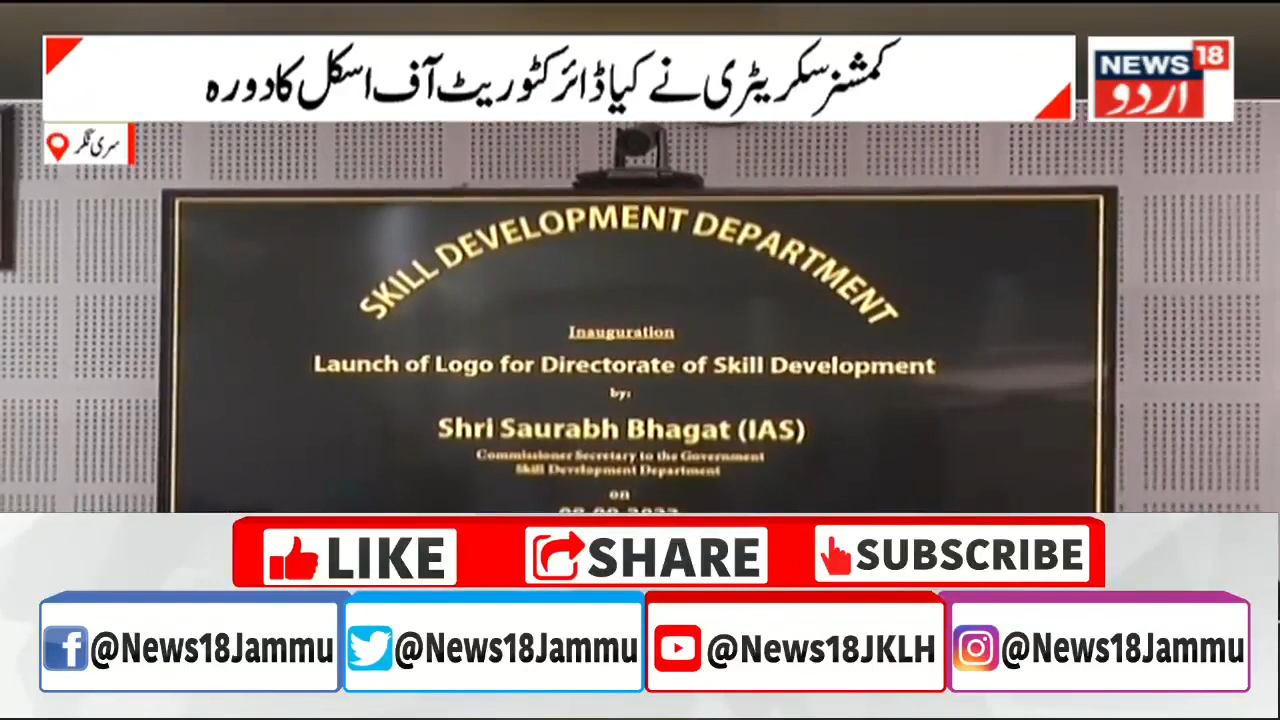 کمشنر سکریٹری نے کیا ڈائرکٹوریٹ آف اسکل کا دورہ
NEWS 18
اردو
سری نگر
SKILL DEVELOPMENT DEPARTMENT
Inauguration
Launch of Logo for Directorate of Skill Development
by:
Shri Saurabh Bhagat (IAS)
Commissioner Secretary to the Government
Skill Development Department
on
LIKE
SHARE
SUBSCRIBE
@News18Jammu
@News18Jammu
@News18JKLH
@News18Jammu